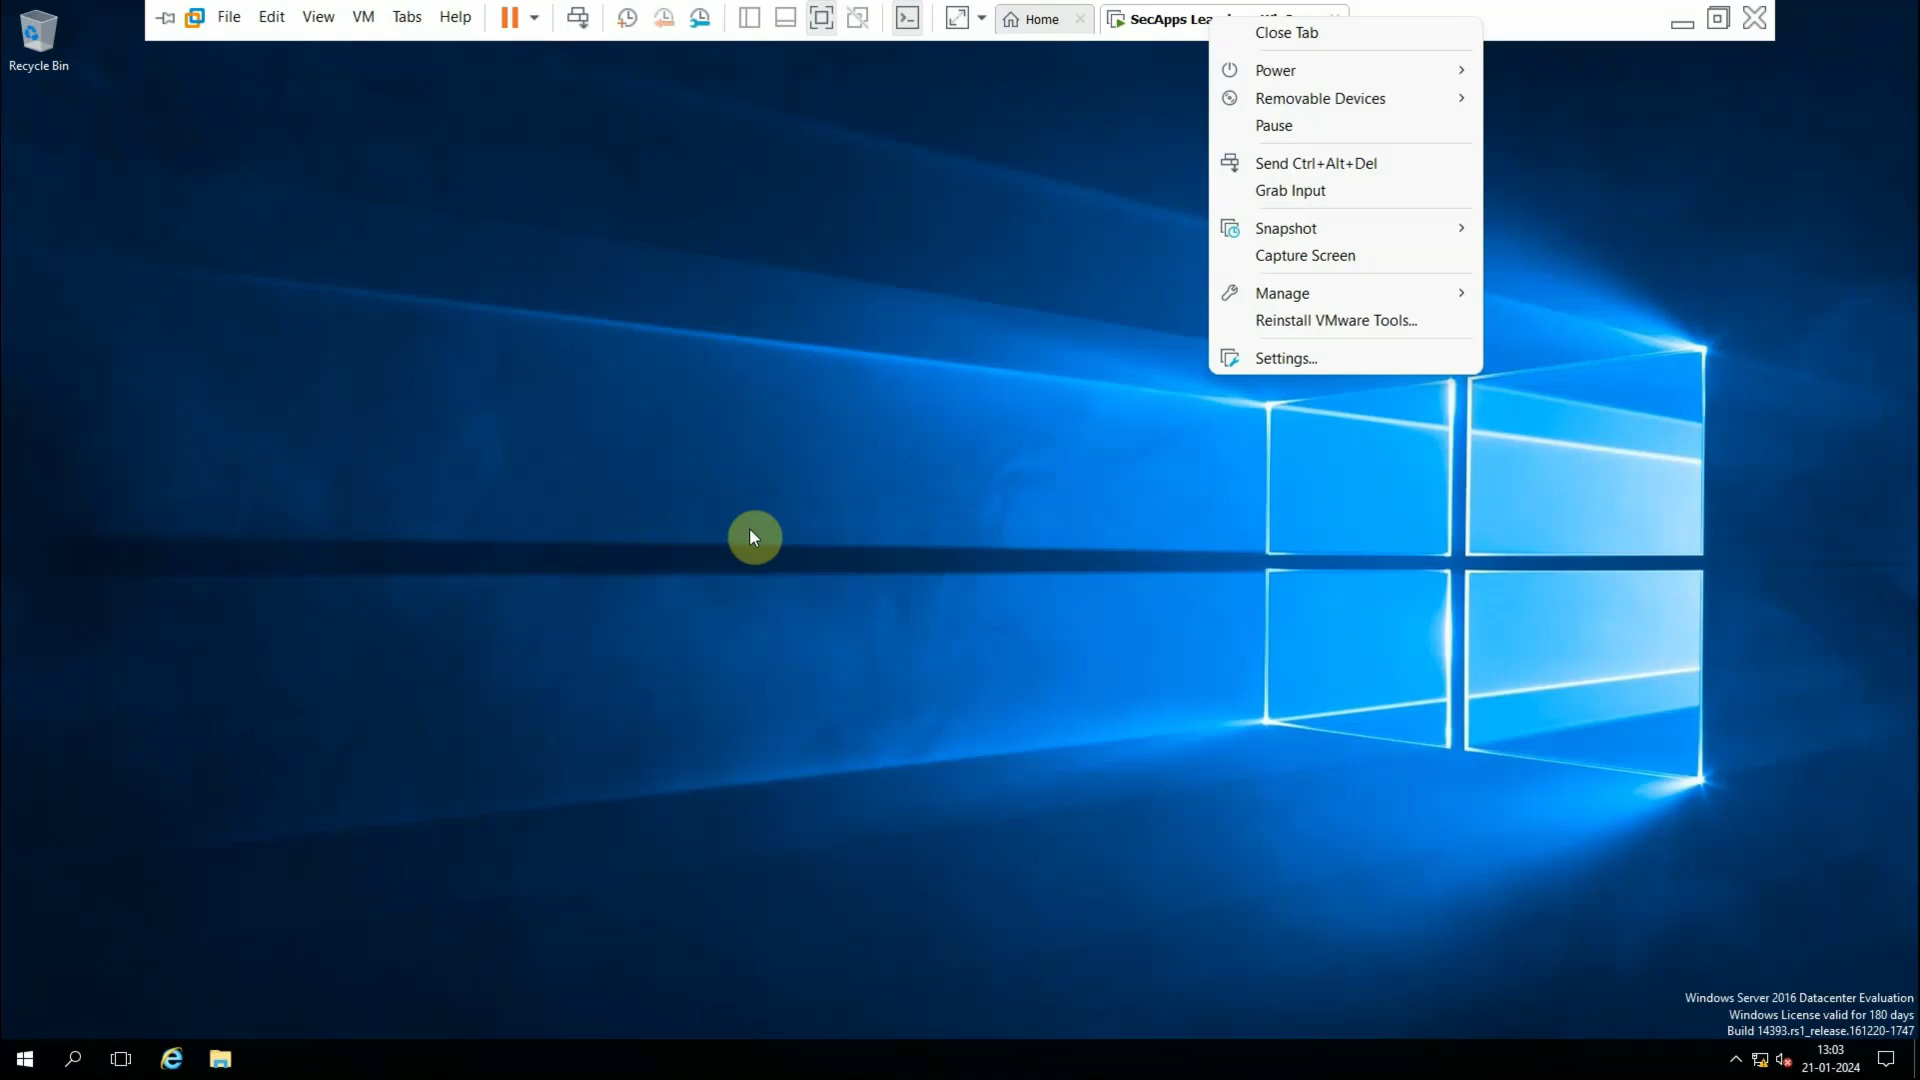 File Edit View VM Tabs Help
Home
SecApps
Recycle Bin
Close Tab
Power
Removable Devices
Pause
Send Ctrl+Alt+Del
Grab Input
Snapshot
Capture Screen
Manage
Reinstall VMware Tools...
Settings...
Windows Server 2016 Datacenter Evaluation
Windows License valid for 180 days
Build 14393.rs1_release.161220-1747
13:03
21-01-2024